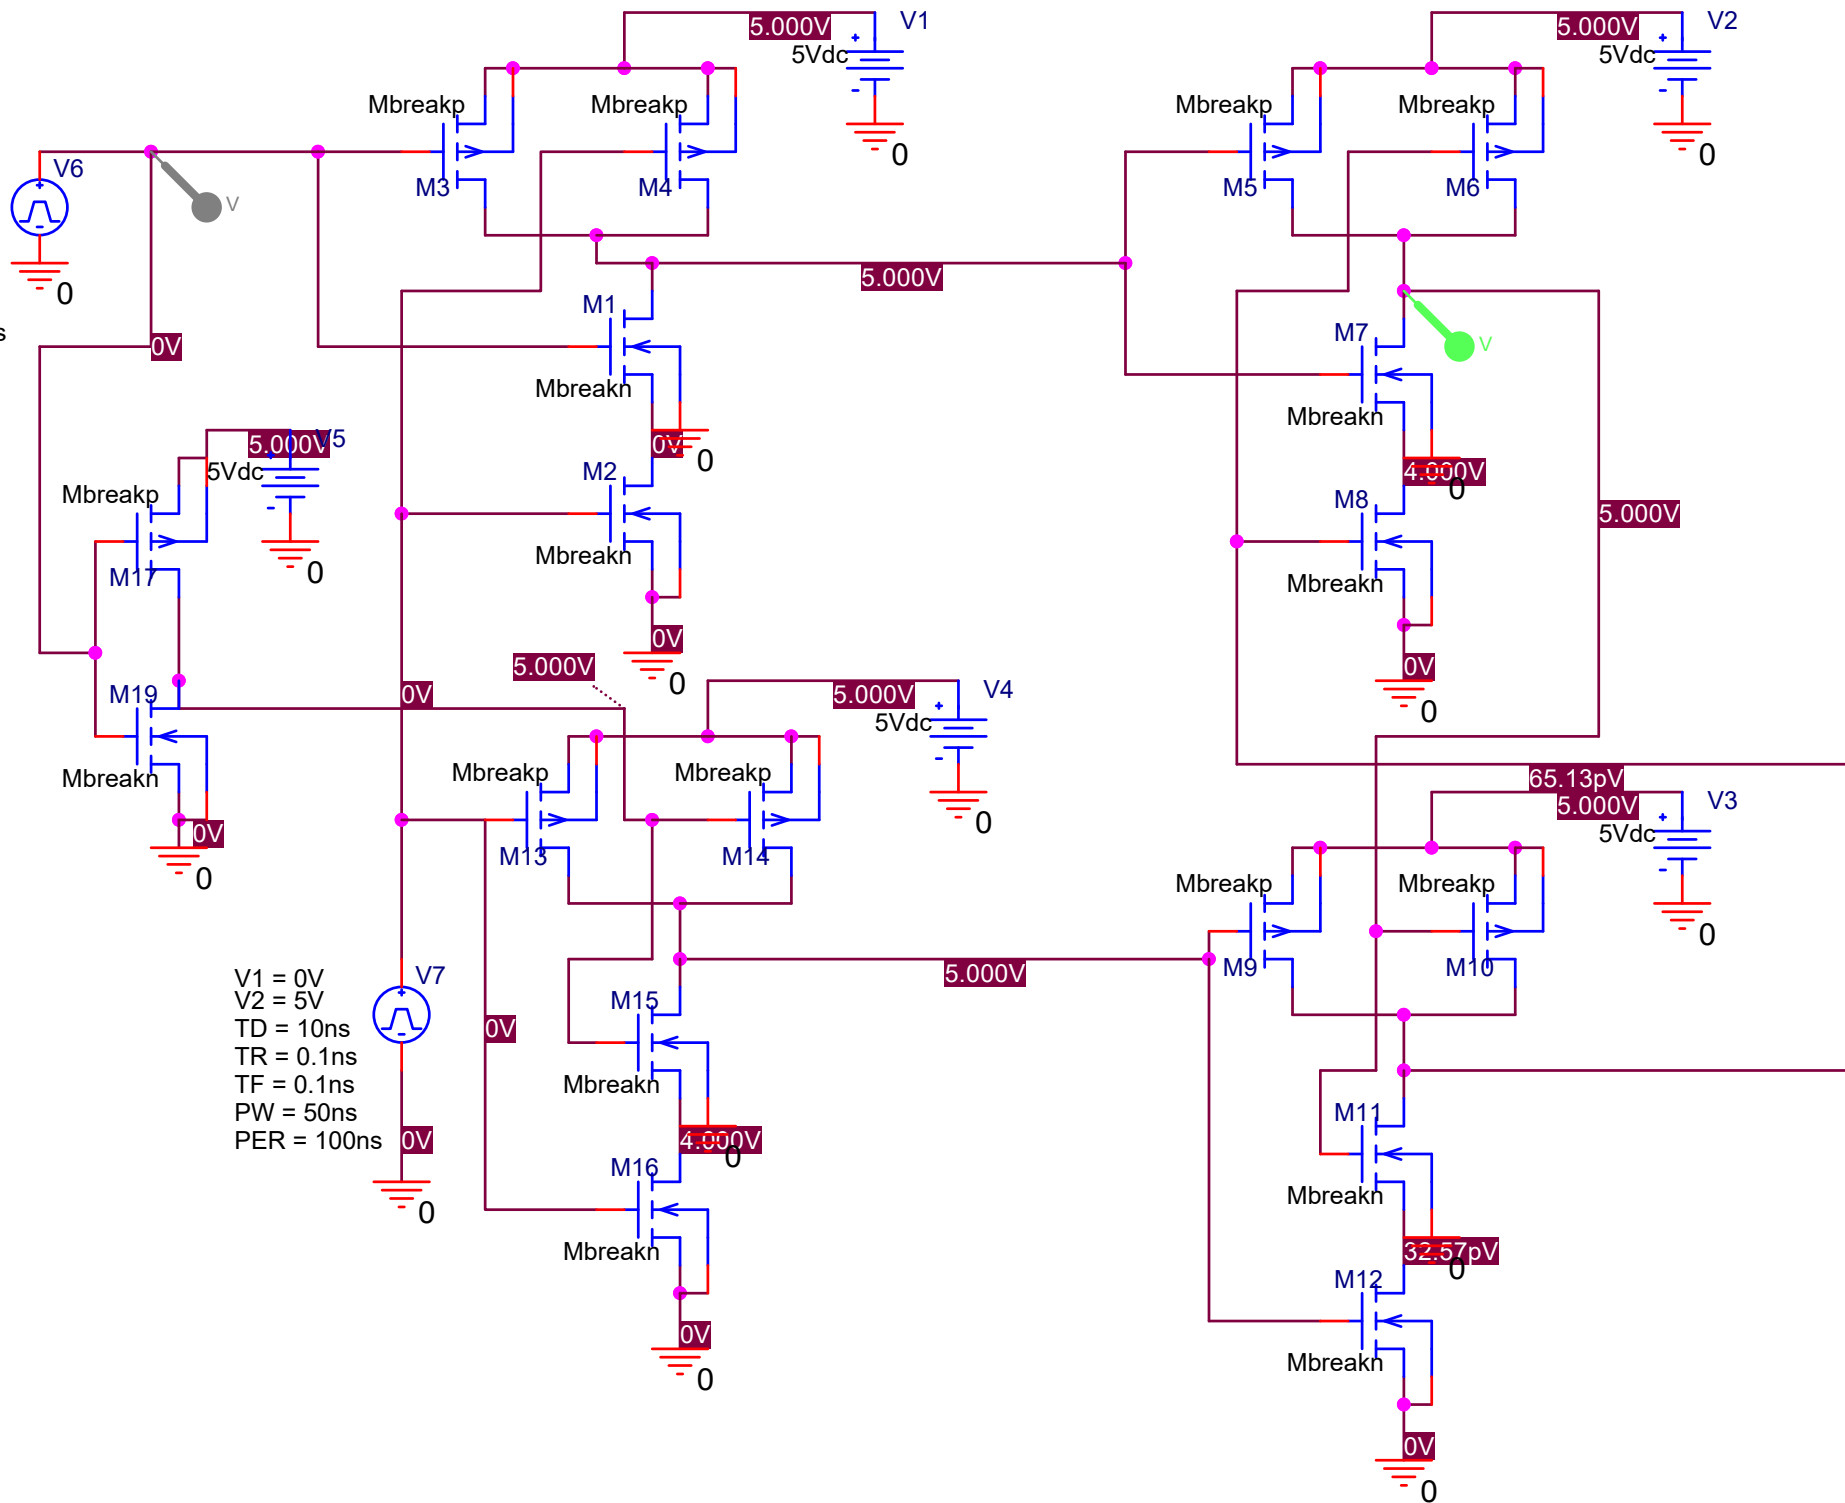 5.000V
V1
5Vdc
Mbreakp
Mbreakp
0
V6
M3
M4
V
0
5.000V
s
0V
M1
Mbreakn
0V
0
M2
Mbreakn
0V
0
5.000V
V5
5Vdc
Mbreakp
0
M17
M19
Mbreakn
0V
0
5.000V
V2
5Vdc
Mbreakp
Mbreakp
0
M5
M6
V
M7
Mbreakn
4.000V
0
M8
Mbreakn
5.000V
0V
0
5.000V
0V
5.000V
V4
5Vdc
Mbreakp
Mbreakp
0
M13
M14
65.13pV
5.000V
V3
5Vdc
Mbreakp
Mbreakp
0
M9
M10
5.000V
V1 = 0V
V2 = 5V
TD = 10ns
TR = 0.1ns
TF = 0.1ns
PW = 50ns
PER = 100ns
V7
0V
0
0V
M15
Mbreakn
4.000V
0
M16
Mbreakn
0V
0
M11
Mbreakn
32.57pV
0
M12
Mbreakn
0V
0